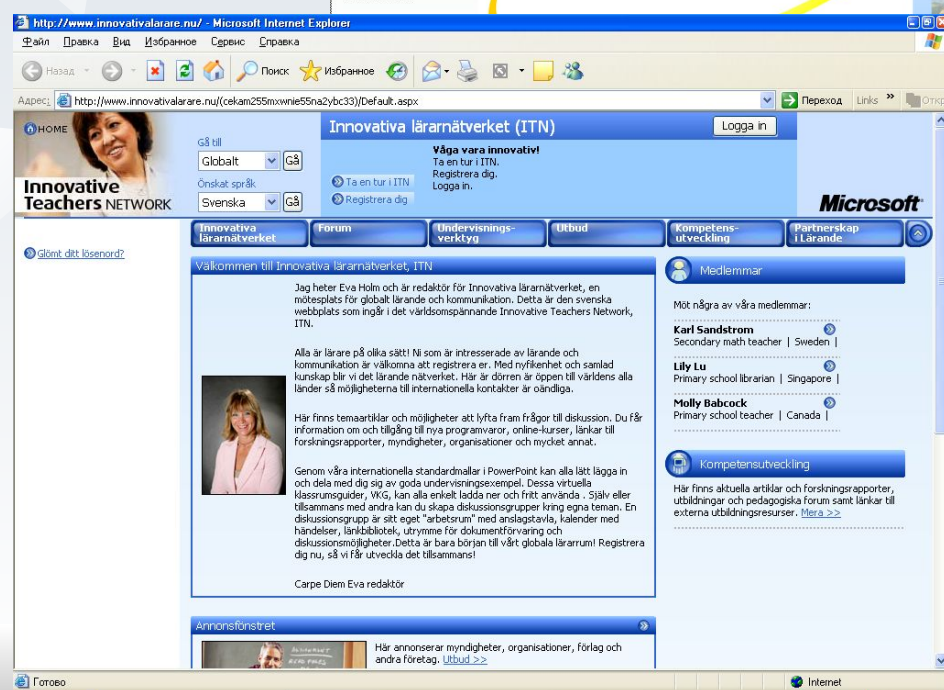 http://www.innovativalarare.nu/ - Microsoft Internet Explorer
Файл Правка Вид Избранное Сервис Справка
Назад Поиск Избранное
Адрес: http://www.innovativalarare.nu/(cekam255mxwnie55na2ybc33)/Default.aspx Переход Links
HOME
Innovative
Teachers NETWORK
Gå till
Globalt Gå
Önskat språk
Svenska Gå
Innovativa lärarnätverket (ITN)
Logga in
Våga vara innovativ!
Ta en tur i ITN.
Registrera dig.
Logga in.
Ta en tur i ITN
Registrera dig
Microsoft
Innovativa lärarnätverket
Forum
Undervisnings-verktyg
Utbud
Kompetens-utveckling
Partnerskap i Lärande
Glömt ditt lösenord?
Välkommen till Innovativa lärarnätverket, ITN
Jag heter Eva Holm och är redaktör för Innovativa lärarnätverket, en
mötesplats för globalt lärande och kommunikation. Detta är den svenska
webbplats som ingår i det världsomspännande Innovative Teachers Network,
ITN.
Alla är lärare på olika sätt! Ni som är intresserade av lärande och
kommunikation är välkomna att registrera er. Med nyfikenhet och samlad
kunskap blir vi det lärande nätverket. Här är dörren är öppen till världens alla
länder så möjligheterna till internationella kontakter är oändliga.
Här finns temaartiklar och möjligheter att lyfta fram frågor till diskussion. Du får
information om och tillgång till nya programvaror, online-kurser, länkar till
forskningsrapporter, myndigheter, organisationer och mycket annat.
Genom våra internationella standardmallar i PowerPoint kan alla lätt lägga in
och dela med dig sig av goda undervisningsexempel. Dessa virtuella
klassrumsguider, VKG, kan alla enkelt ladda ner och fritt använda . Själv eller
tillsammans med andra kan du skapa diskussionsgrupper kring egna teman. En
diskussionsgrupp är sitt eget "arbetsrum" med anslagstavla, kalender med
händelser, länkbibliotek, utrymme för dokumentförvaring och
diskussionsmöjligheter.Detta är bara början till vårt globala lärarrum! Registrera
dig nu, så vi får utveckla det tillsammans!
Carpe Diem Eva redaktör
Annonsfönstret
Här annonserar myndigheter, organisationer, förlag och
andra företag. Utbud >>
Medlemmar
Möt några av våra medlemmar:
Karl Sandstrom
Secondary math teacher | Sweden |
Lily Lu
Primary school librarian | Singapore |
Molly Babcock
Primary school teacher | Canada |
Kompetensutveckling
Här finns aktuella artiklar och forskningsrapporter,
utbildningar och pedagogiska forum samt länkar till
externa utbildningsresurser. Mera >>
Готово
Internet